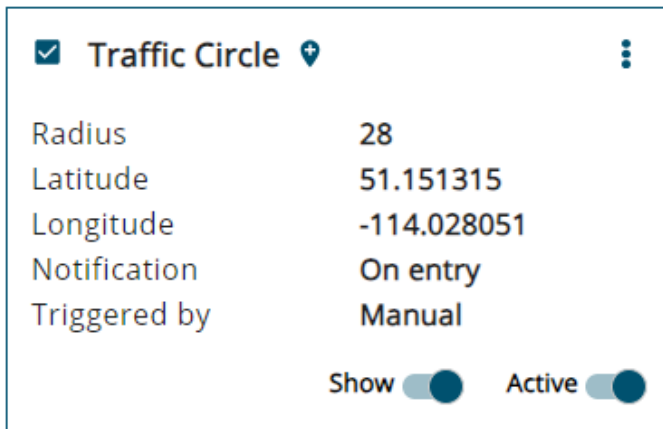 Traffic Circle
Radius 28
Latitude 51.151315
Longitude -114.028051
Notification On entry
Triggered by Manual
Show Active